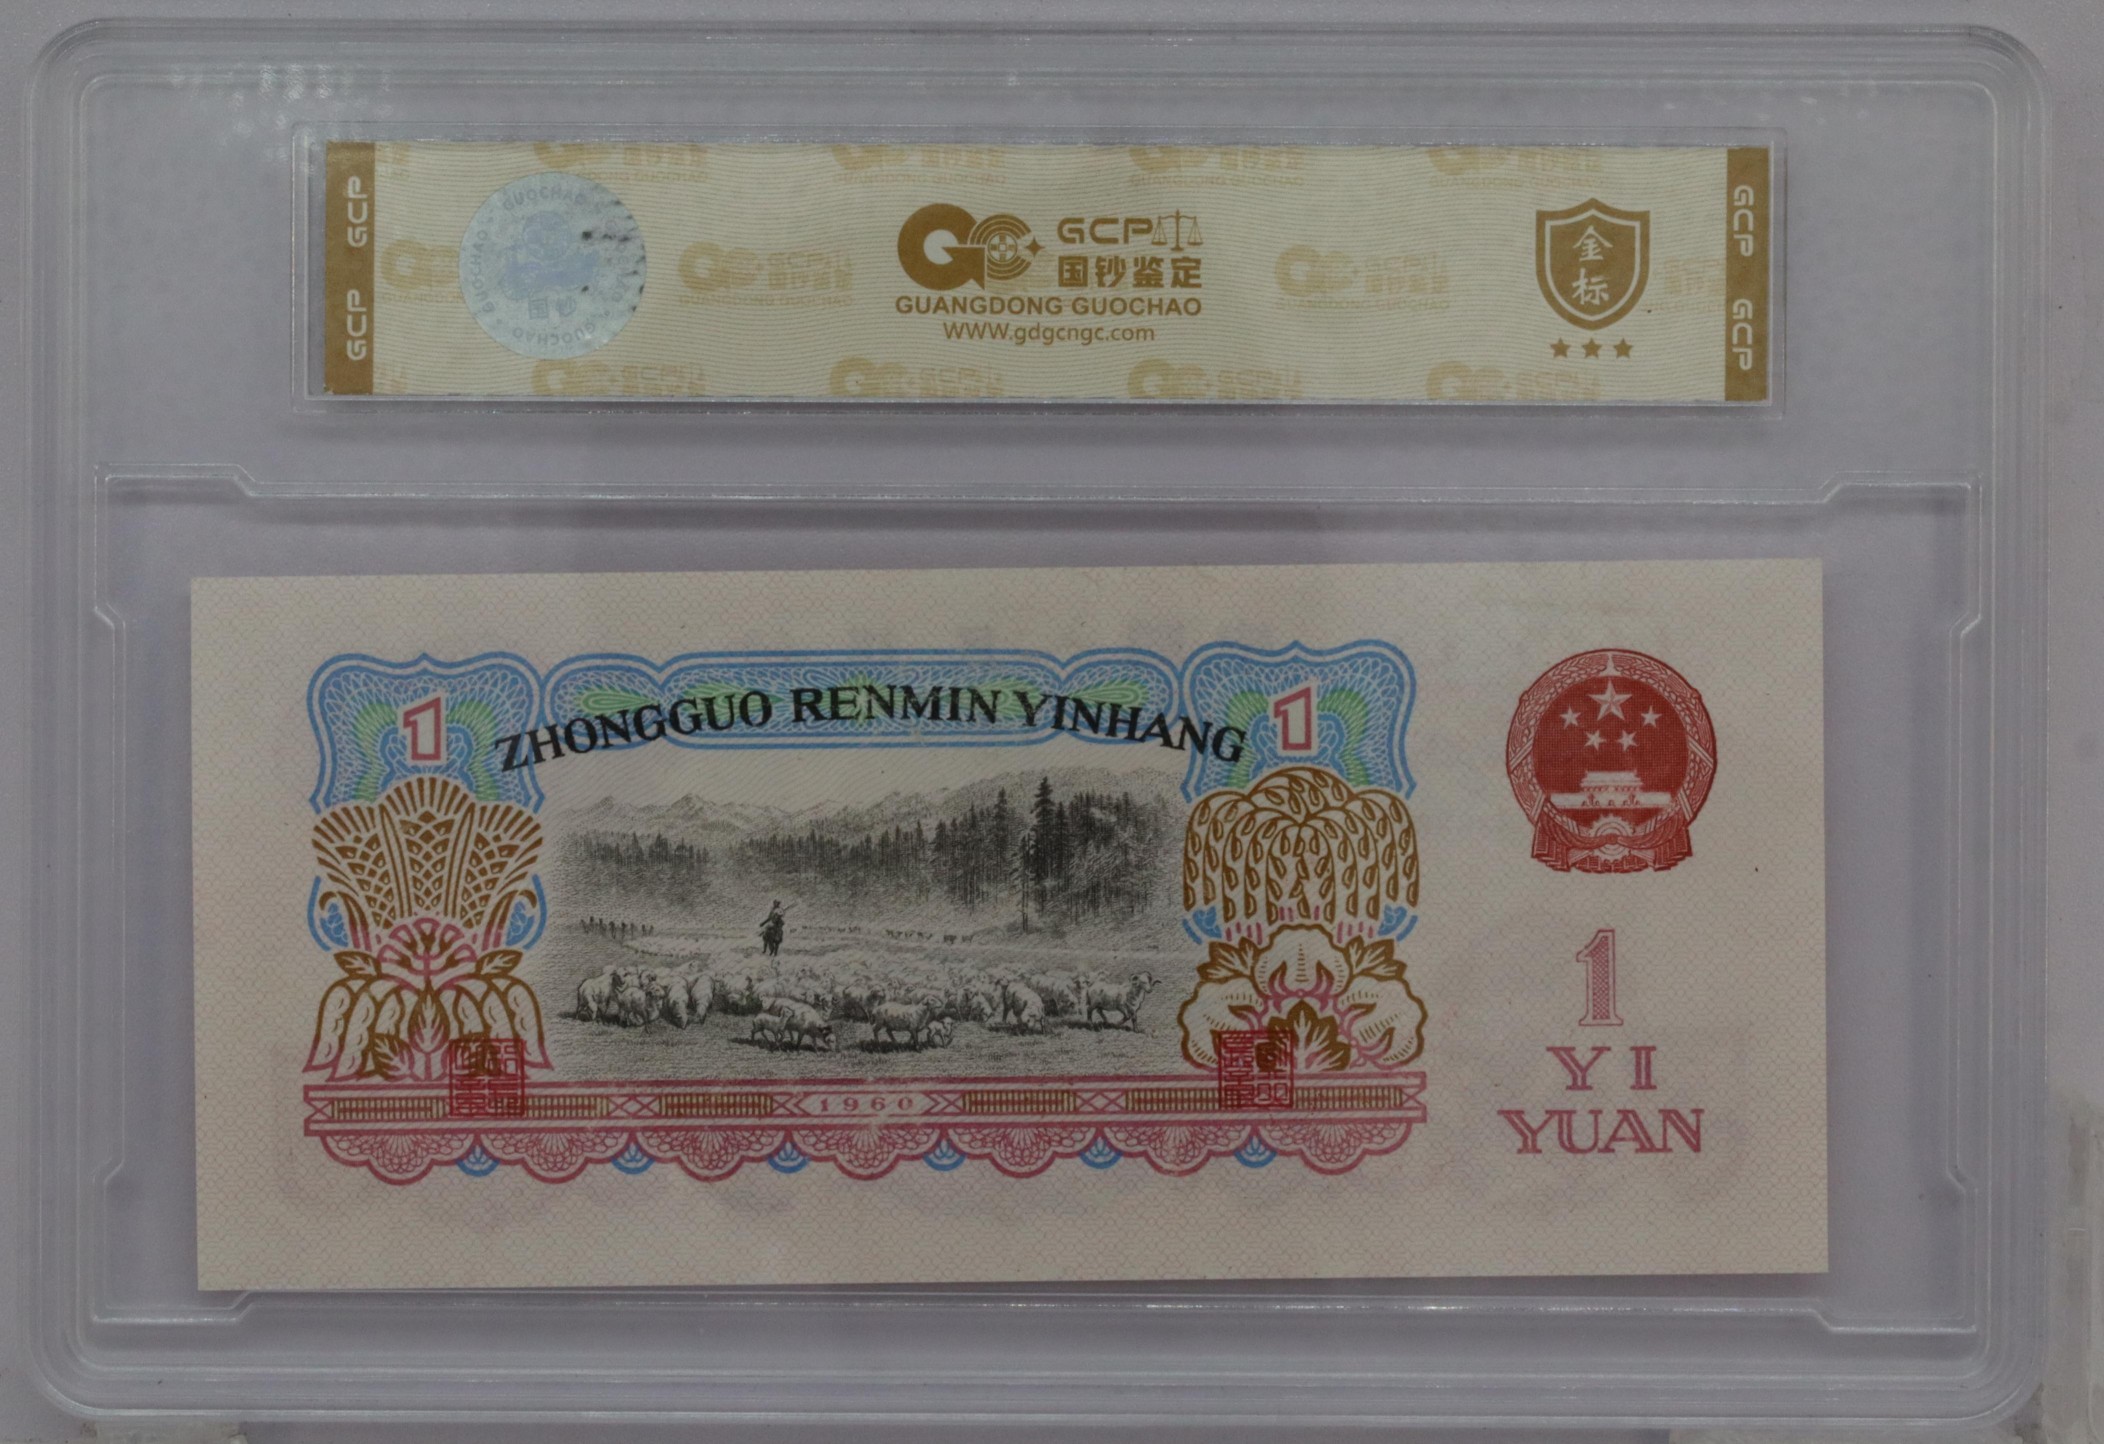 GCP GCP
GUOCHAO
国钞
GCP
国钞鉴定
GUANGDONG GUOCHAO
WWW.gdgcngc.com
金
标
GCP GCP
1
ZHONGGUO RENMIN YINHANG
1
1960
1
YI
YUAN